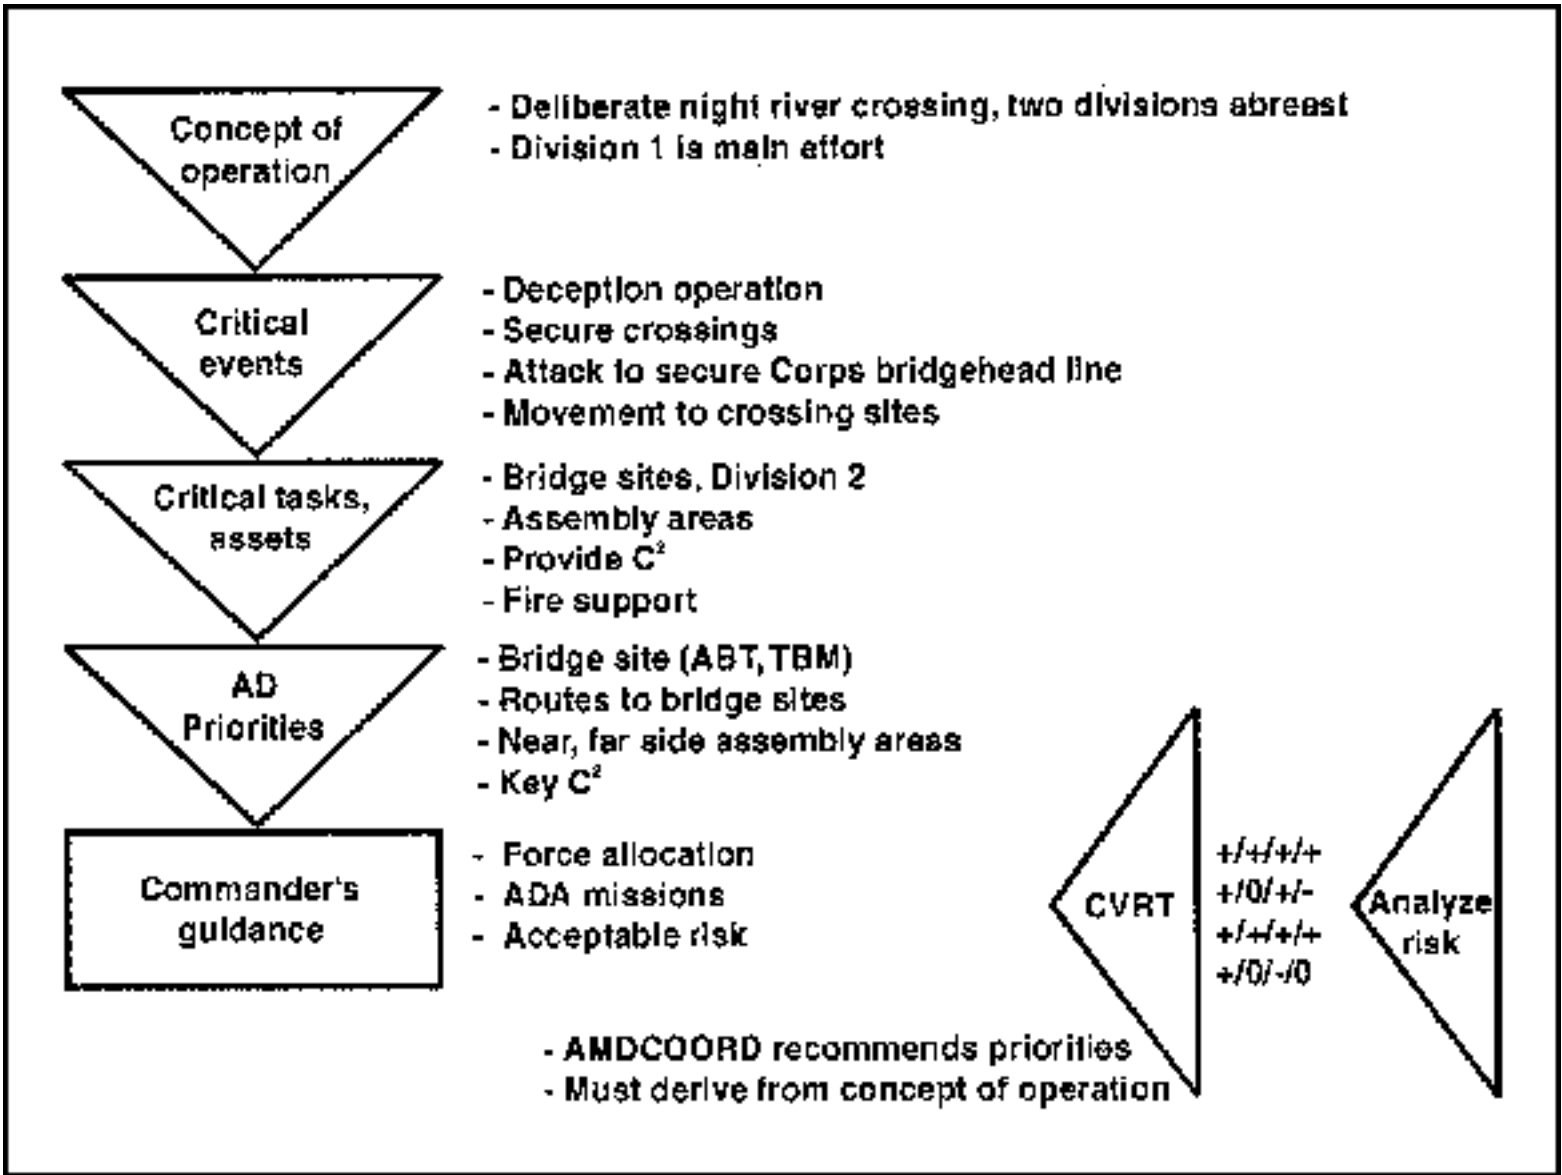 Concept of
operation
- Deliberate night river crossing, two divisions abreast
- Division 1 is main effort
Critical
events
- Deception operation
- Secure crossings
- Attack to secure Corps bridgehead line
- Movement to crossing sites
Critical tasks,
assets
- Bridge sites, Division 2
- Assembly areas
- Provide C²
- Fire support
AD
Priorities
- Bridge site (ABT, TBM)
- Routes to bridge sites
- Near, far side assembly areas
- Key C²
Commander's
guidance
- Force allocation
- ADA missions
- Acceptable risk
CVRT
+/+/+/+
+/0/+/-
+/+/+/+
+/0/-/0
Analyze
risk
- AMDCOORD recommends priorities
- Must derive from concept of operation